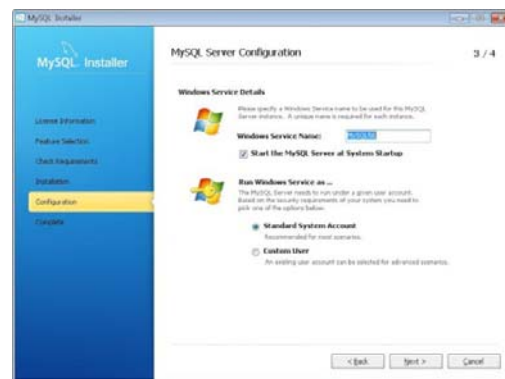 MySQL Installer
MySQL Installer
MySQL Server Configuration
3 / 4
License Information
Feature Selection
Check Requirements
Installation
Configuration
Complete
Windows Service Details
Please specify a Windows Service name to be used for this MySQL
Server instance. A unique name is required for each instance.
Windows Service Name:
Start the MySQL Server at System Startup
Run Windows Service as ...
The MySQL Server needs to run under a given user account.
Based on the security requirements of your system you need to
pick one of the options below.
Standard System Account
Recommended for most scenarios.
Custom User
An existing user account can be selected for advanced scenarios.
< Back
Next >
Cancel